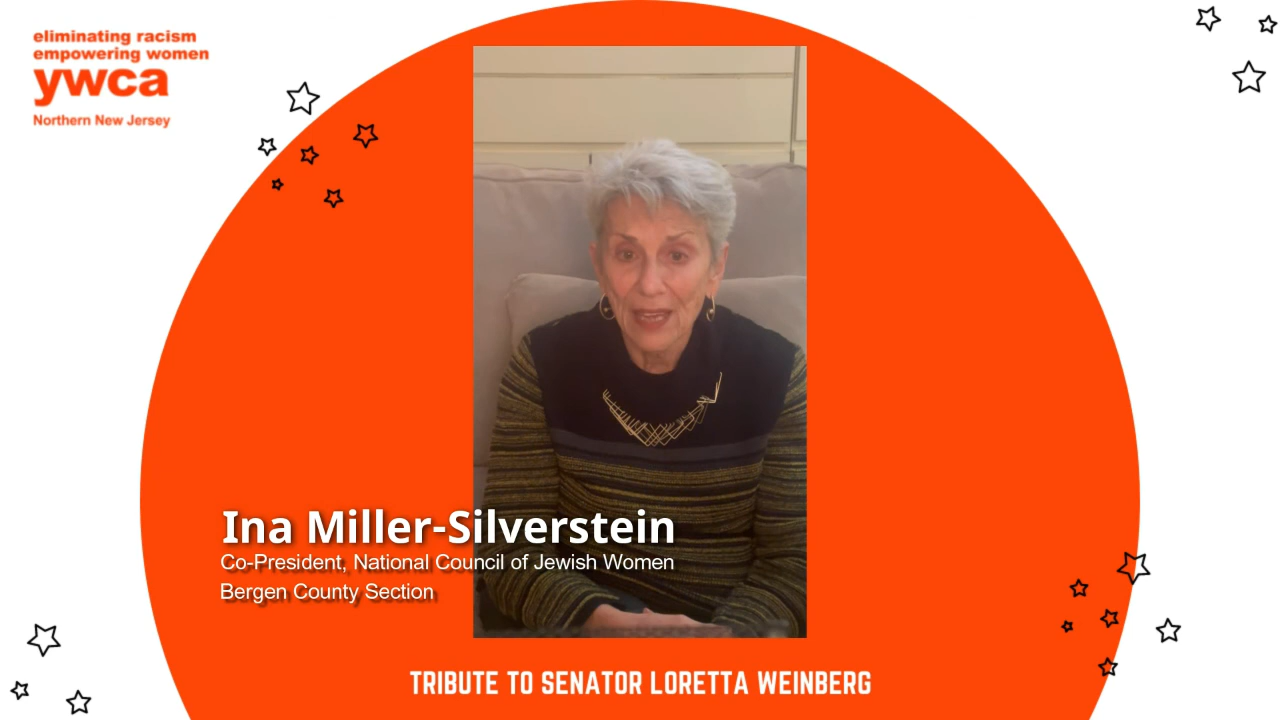 eliminating racism
empowering women
ywca
Northern New Jersey
Ina Miller-Silverstein
Co-President, National Council of Jewish Women
Bergen County Section
TRIBUTE TO SENATOR LORETTA WEINBERG